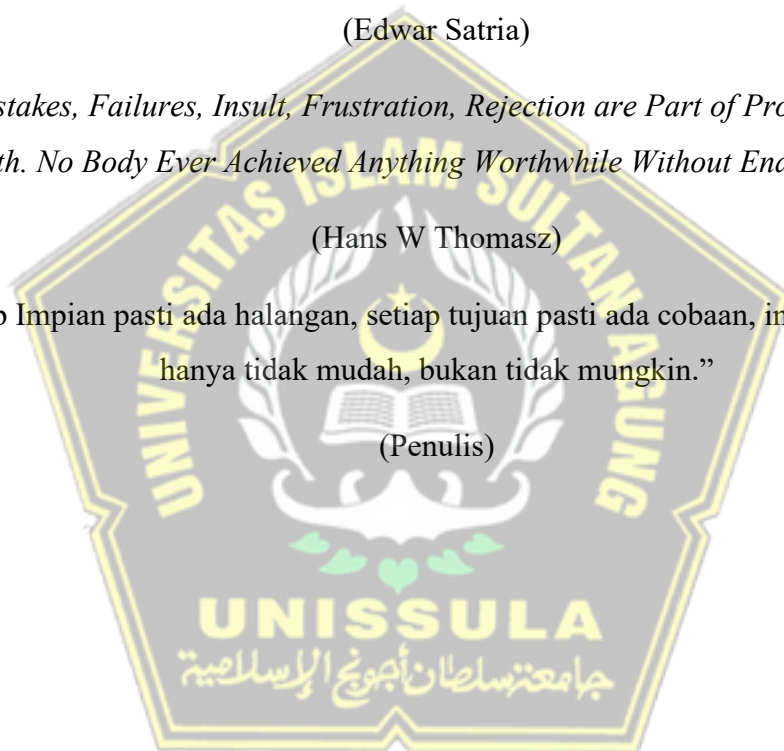 (Edwar Satria)
stakes, Failures, Insult, Frustration, Rejection are Part of Pro
th. No Body Ever Achieved Anything Worthwhile Without End
(Hans W Thomasz)
Impian pasti ada halangan, setiap tujuan pasti ada cobaan, in
hanya tidak mudah, bukan tidak mungkin.”
(Penulis)
UNIVERSITAS ISLAM SULTAN AGUNG
UNISSULA
جامعة سلطان أجونج الإسلامية